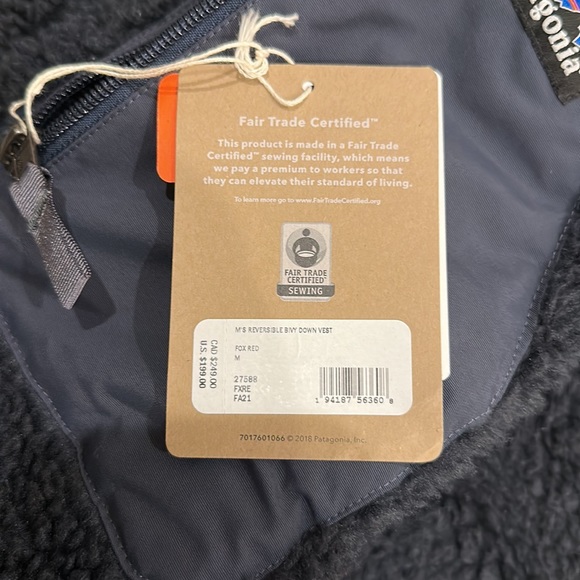 Patagonia
Fair Trade Certified™
This product is made in a Fair Trade
Certified™ sewing facility, which means
we pay a premium to workers so that
they can elevate their standard of living.
To learn more go to www.FairTradeCertified.org
FAIR TRADE
CERTIFIED™
SEWING
M'S REVERSIBLE BIVY DOWN VEST
FOX RED
M
CAD $249.00
U.S. $199.00
27588
FXRE
FA21
1 94187 56360 8
7017601066 © 2018 Patagonia, Inc.